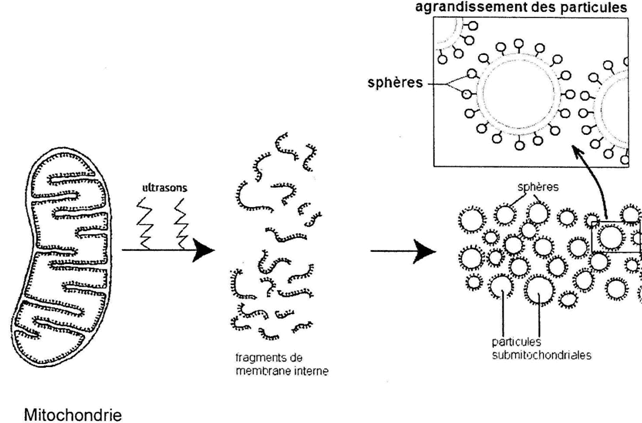 agrandissement des particules
sphères
ultrasons
sphères
fragments de
membrane interne
particules
submitochondriales
Mitochondrie